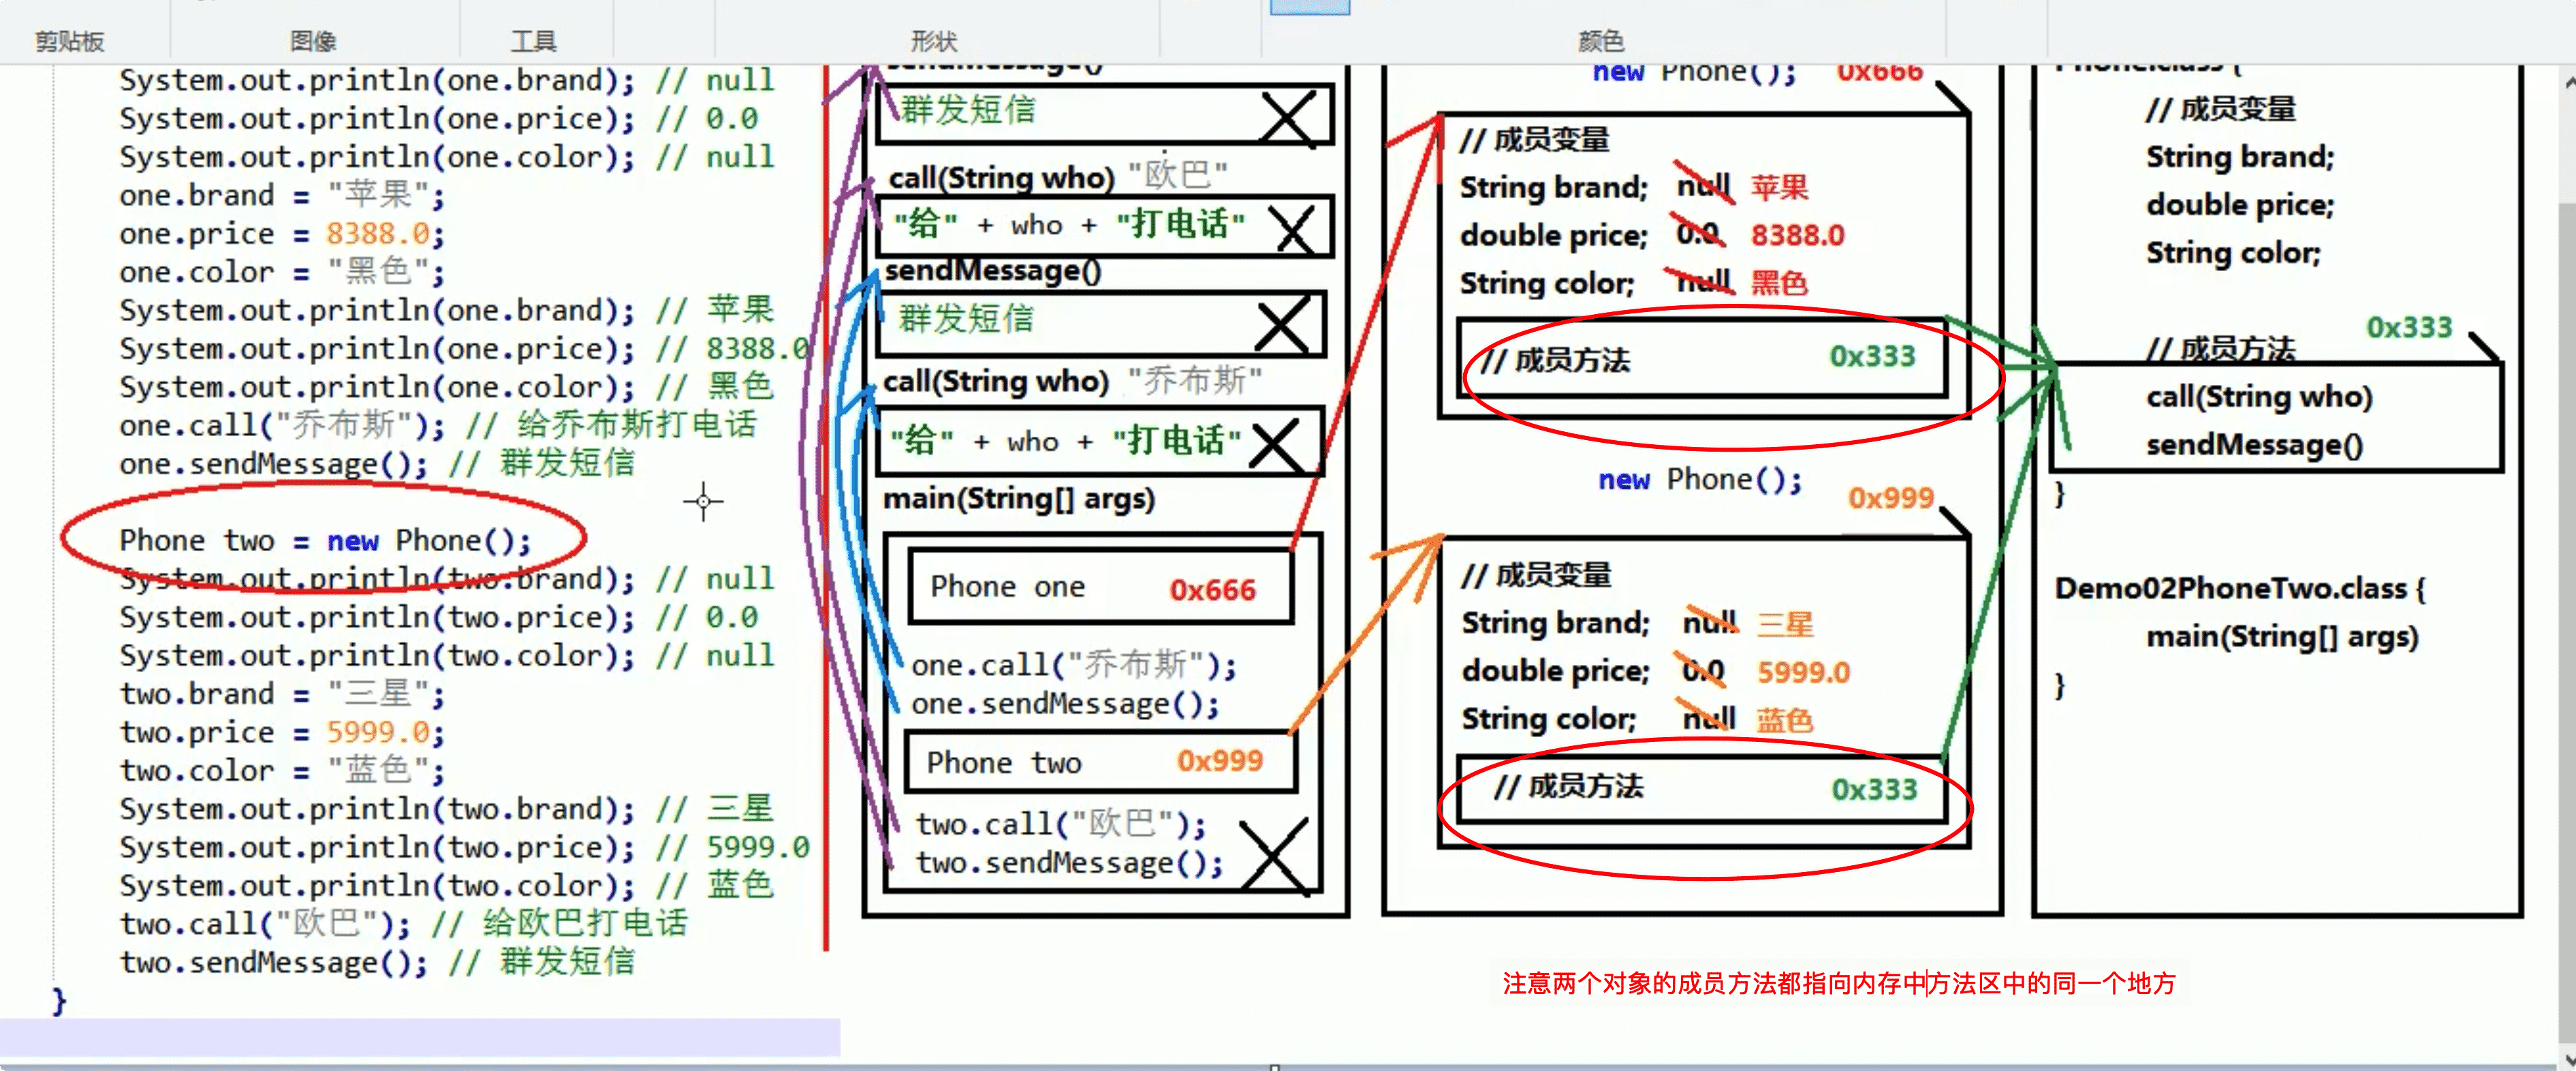 剪贴板
图像
工具
形状
颜色
System.out.println(one.brand); // null
System.out.println(one.price); // 0.0
System.out.println(one.color); // null
one.brand = "苹果";
one.price = 8388.0;
one.color = "黑色";
System.out.println(one.brand); // 苹果
System.out.println(one.price); // 8388.0
System.out.println(one.color); // 黑色
one.call("乔布斯"); // 给乔布斯打电话
one.sendMessage(); // 群发短信
Phone two = new Phone();
System.out.println(two.brand); // null
System.out.println(two.price); // 0.0
System.out.println(two.color); // null
two.brand = "三星";
two.price = 5999.0;
two.color = "蓝色";
System.out.println(two.brand); // 三星
System.out.println(two.price); // 5999.0
System.out.println(two.color); // 蓝色
two.call("欧巴"); // 给欧巴打电话
two.sendMessage(); // 群发短信
}
sendMessage()
群发短信
call(String who) "欧巴"
"给" + who + "打电话"
sendMessage()
群发短信
call(String who) "乔布斯"
"给" + who + "打电话"
main(String[] args)
Phone one 0x666
one.call("乔布斯");
one.sendMessage();
Phone two 0x999
two.call("欧巴");
two.sendMessage();
new Phone(); 0x666
// 成员变量
String brand; null 苹果
double price; 0.0 8388.0
String color; null 黑色
// 成员方法 0x333
new Phone();
0x999
// 成员变量
String brand; null 三星
double price; 0.0 5999.0
String color; null 蓝色
// 成员方法 0x333
Phone.class {
// 成员变量
String brand;
double price;
String color;
0x333
// 成员方法
call(String who)
sendMessage()
}
Demo02PhoneTwo.class {
main(String[] args)
}
注意两个对象的成员方法都指向内存中方法区中的同一个地方